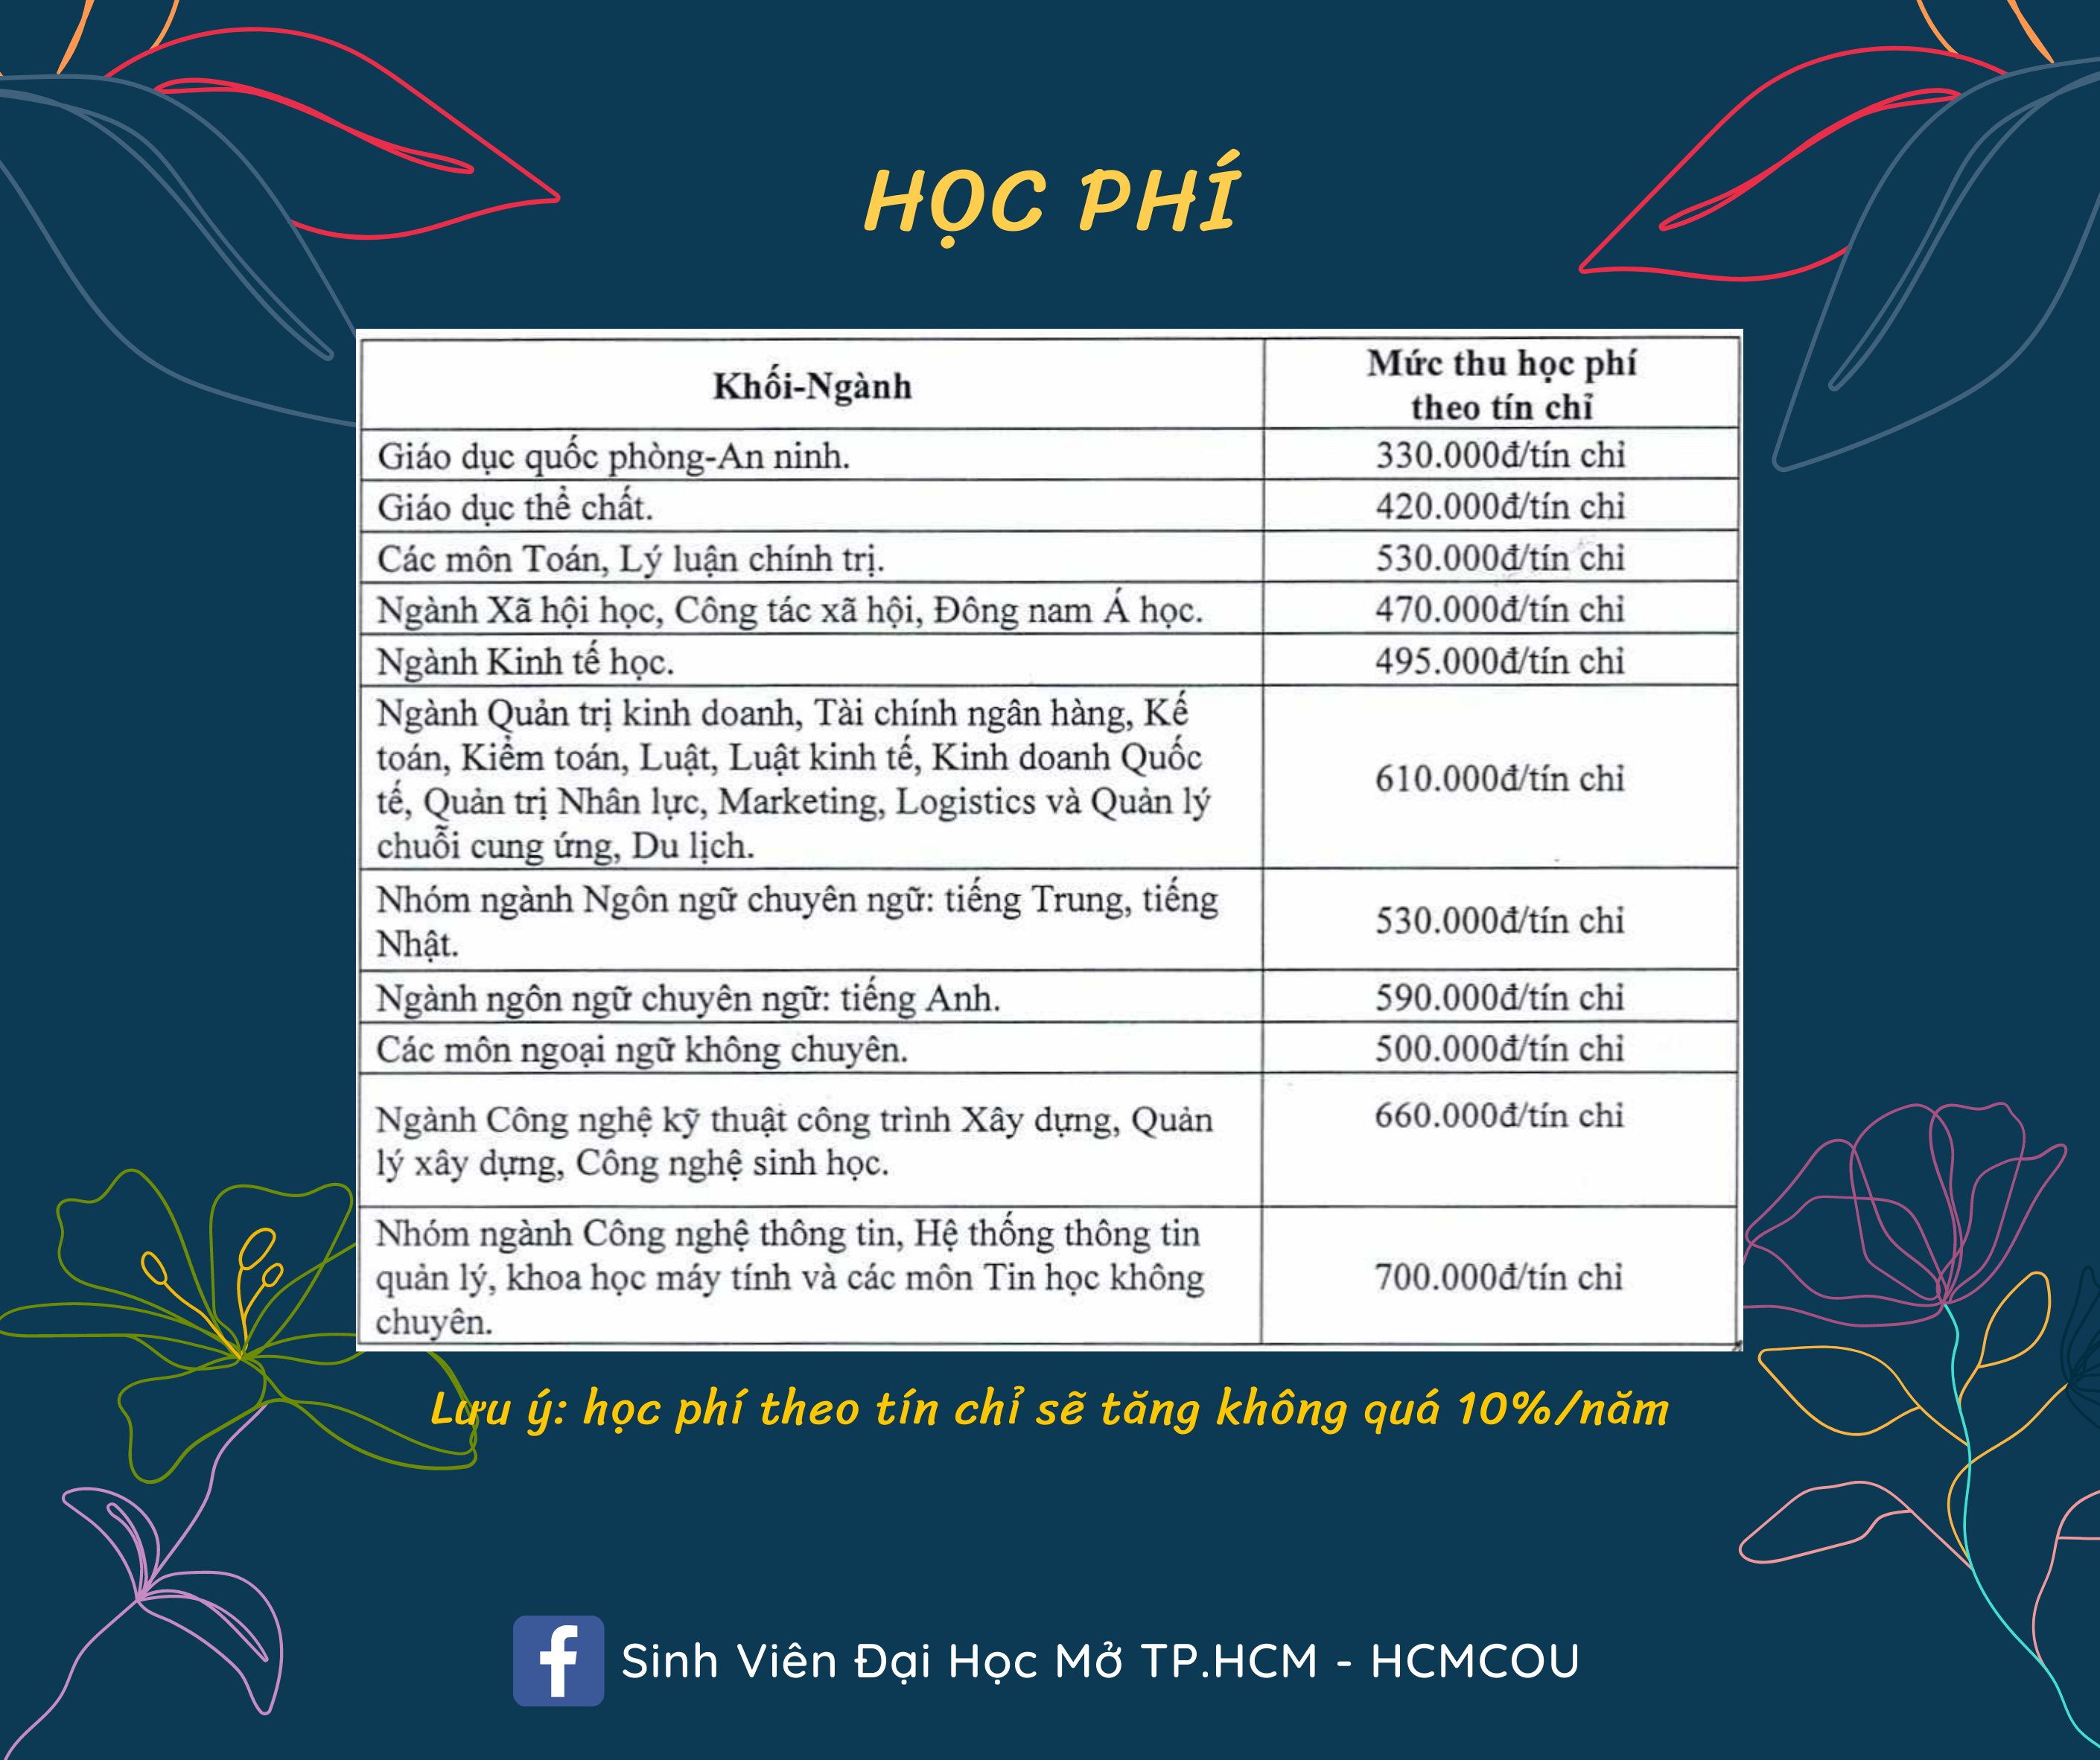 HỌC PHÍ
Khối-Ngành
Mức thu học phí
theo tín chỉ
Giáo dục quốc phòng-An ninh.
330.000đ/tín chỉ
Giáo dục thể chất.
420.000đ/tín chỉ
Các môn Toán, Lý luận chính trị.
530.000đ/tín chỉ
Ngành Xã hội học, Công tác xã hội, Đông nam Á học.
470.000đ/tín chỉ
Ngành Kinh tế học.
495.000đ/tín chỉ
Ngành Quản trị kinh doanh, Tài chính ngân hàng, Kế
toán, Kiểm toán, Luật, Luật kinh tế, Kinh doanh Quốc
tế, Quản trị Nhân lực, Marketing, Logistics và Quản lý
chuỗi cung ứng, Du lịch.
610.000đ/tín chỉ
Nhóm ngành Ngôn ngữ chuyên ngữ: tiếng Trung, tiếng
Nhật.
530.000đ/tín chỉ
Ngành ngôn ngữ chuyên ngữ: tiếng Anh.
590.000đ/tín chỉ
Các môn ngoại ngữ không chuyên.
500.000đ/tín chỉ
Ngành Công nghệ kỹ thuật công trình Xây dựng, Quản
lý xây dựng, Công nghệ sinh học.
660.000đ/tín chỉ
Nhóm ngành Công nghệ thông tin, Hệ thống thông tin
quản lý, khoa học máy tính và các môn Tin học không
chuyên.
700.000đ/tín chỉ
Lưu ý: học phí theo tín chỉ sẽ tăng không quá 10%/năm
Sinh Viên Đại Học Mở TP.HCM - HCMCOU